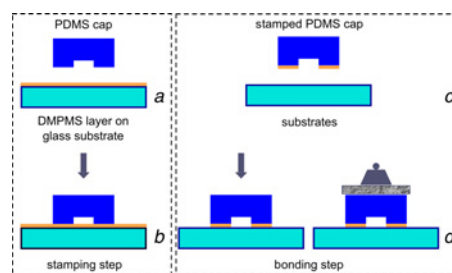 PDMS cap
a
DMPMS layer on
glass substrate
b
stamping step
stamped PDMS cap
c
substrates
d
bonding step